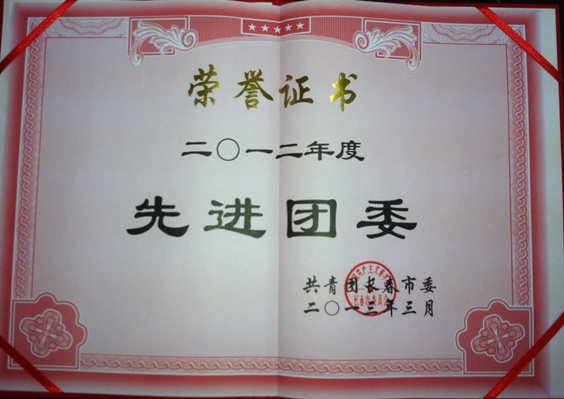 荣誉证书
二〇一二年度
先进团委
共青团长春市委
二〇一三年三月